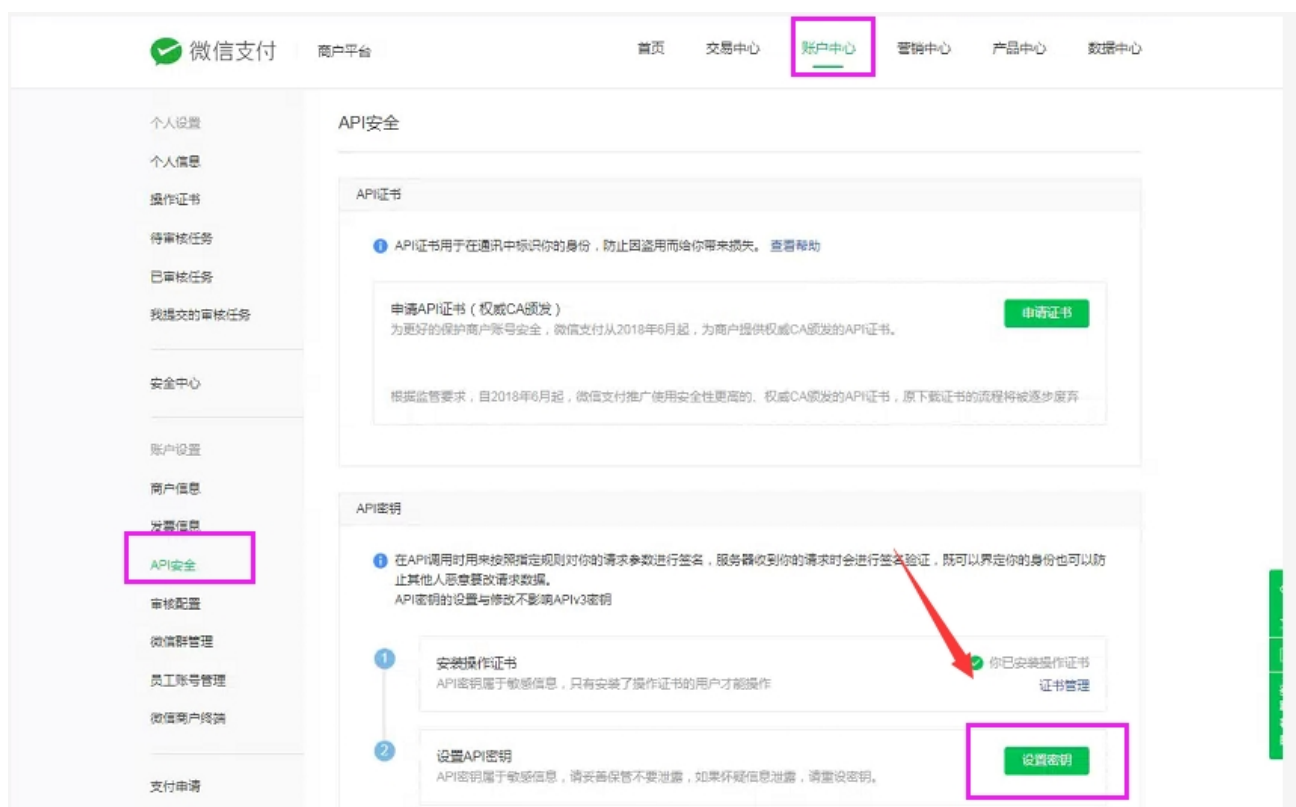 微信支付 商户平台 首页 交易中心 账户中心 营销中心 产品中心 数据中心
个人设置
个人信息
操作证书
待审核任务
已审核任务
我提交的审核任务
安全中心
账户设置
商户信息
发票信息
API安全
审核配置
微信群管理
员工账号管理
微信商户终端
支付申请
API安全
API证书
API证书用于在通讯中标识你的身份，防止因盗用而给你带来损失。 查看帮助
申请API证书（权威CA颁发）
申请证书
为更好的保护商户账号安全，微信支付从2018年6月起，为商户提供权威CA颁发的API证书。
根据监管要求，自2018年6月起，微信支付推广使用安全性更高的、权威CA颁发的API证书，原下载证书的流程将被逐步废弃
API密钥
在API调用时用来按照指定规则对你的请求参数进行签名，服务器收到你的请求时会进行签名验证，既可以界定你的身份也可以防
止其他人恶意篡改请求数据。
API密钥的设置与修改不影响APIv3密钥
1 安装操作证书 你已安装操作证书
API密钥属于敏感信息，只有安装了操作证书的用户才能操作 证书管理
2 设置API密钥 设置密钥
API密钥属于敏感信息，请妥善保管不要泄露，如果怀疑信息泄露，请重设密钥。